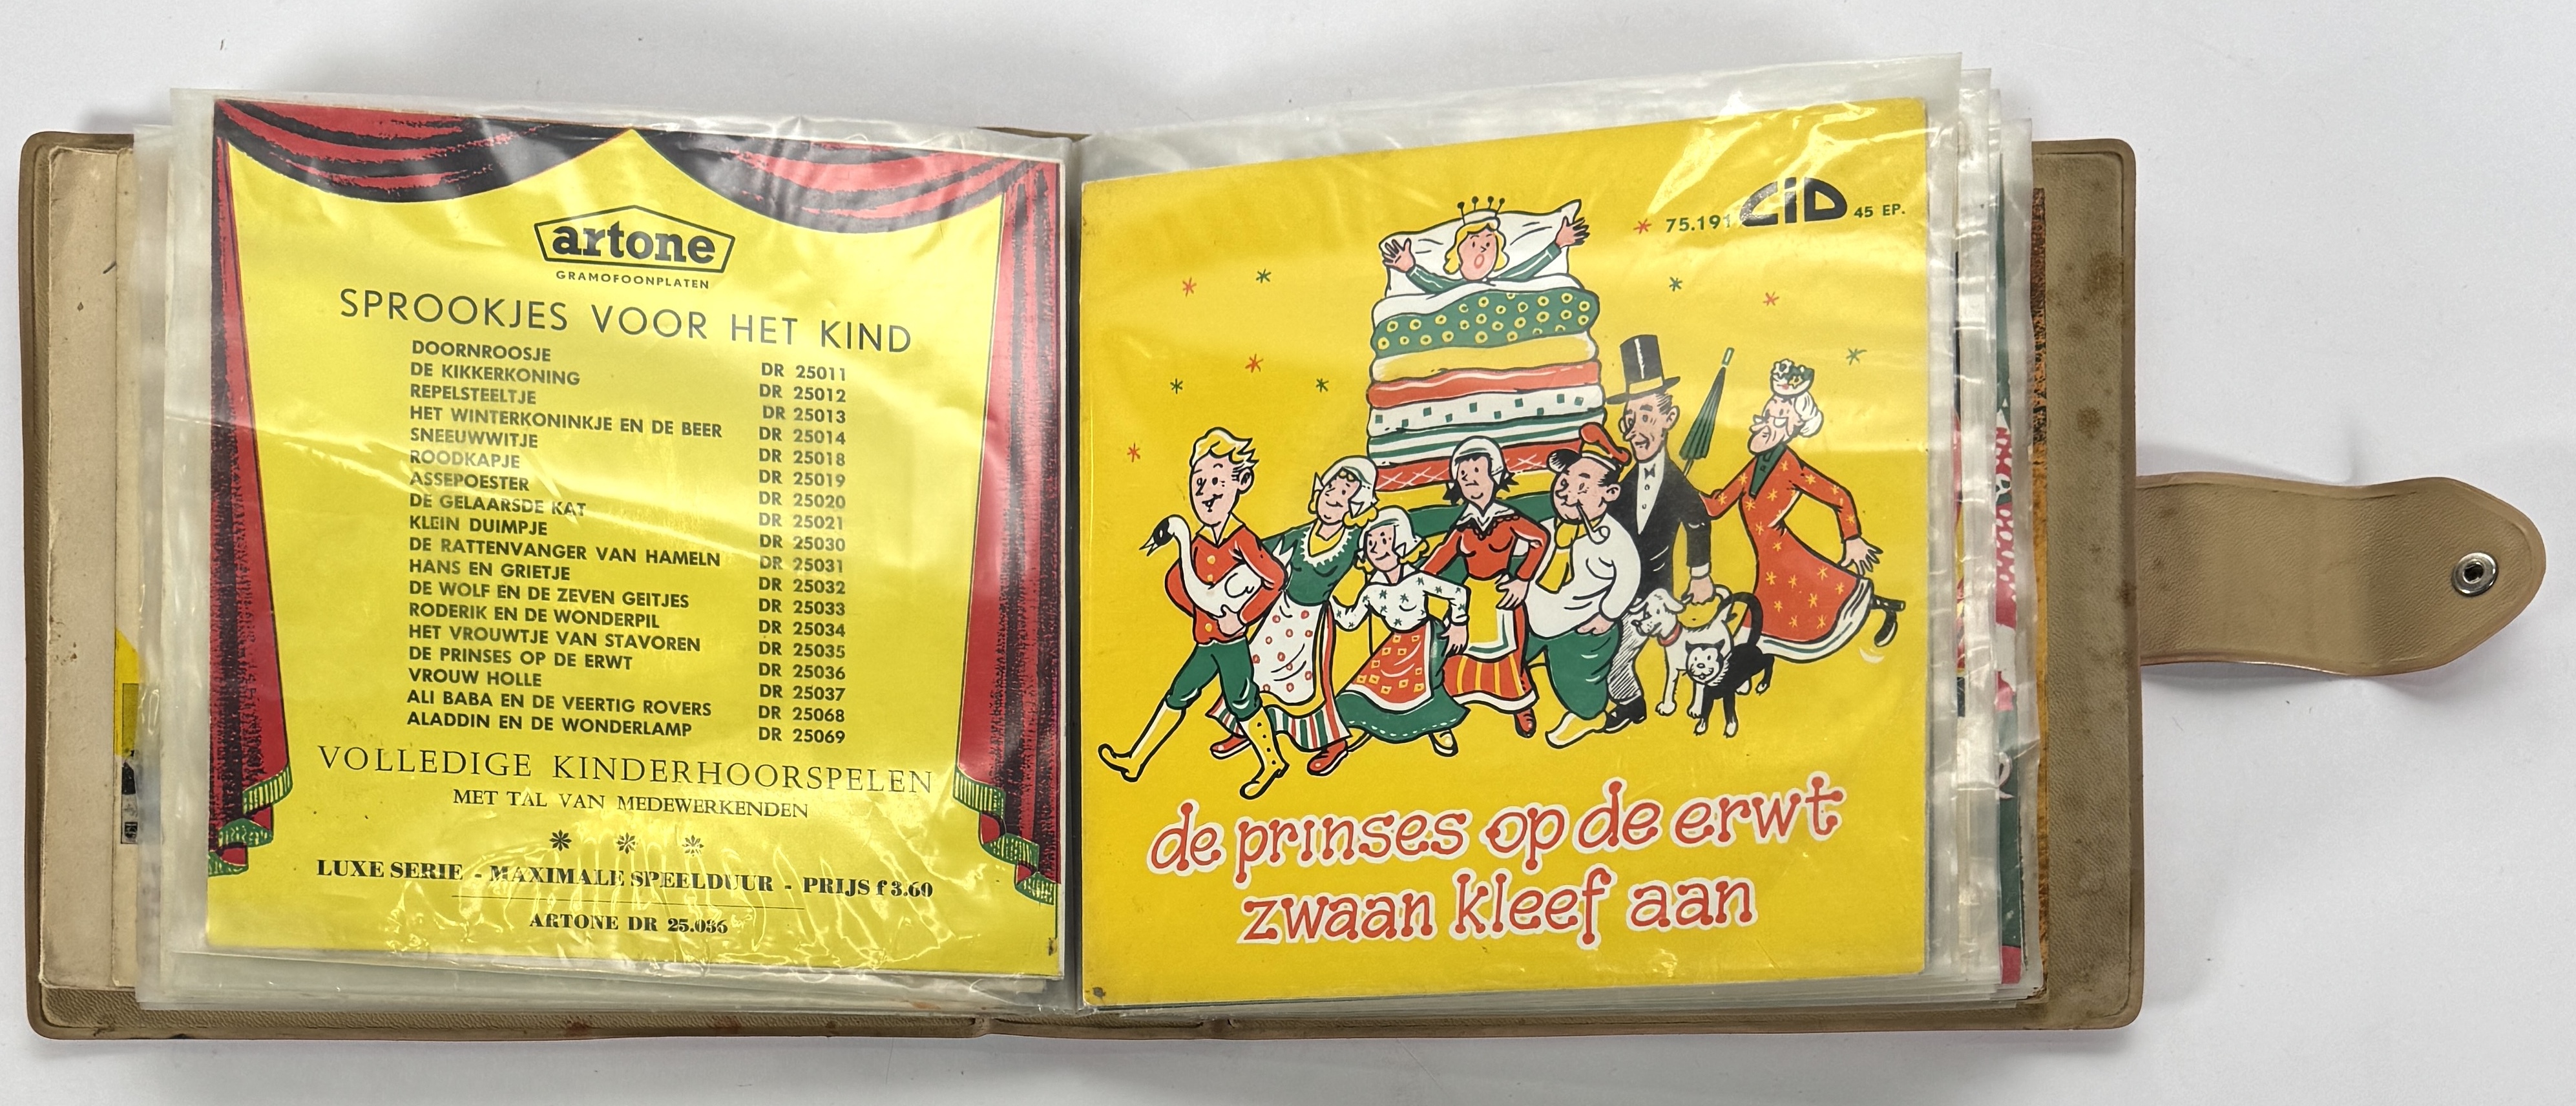 artone
GRAMOFOONPLATEN
SPROOKJES VOOR HET KIND
DOORNROOSJE DR 25011
DE KIKKERKONING DR 25012
REPELSTEELTJE DR 25013
HET WINTERKONINKJE EN DE BEER DR 25014
SNEEUWWITJE DR 25018
ROODKAPJE DR 25019
ASSEPOESTER DR 25020
DE GELAARSDE KAT DR 25021
KLEIN DUIMPJE DR 25030
DE RATTENVANGER VAN HAMELN DR 25031
HANS EN GRIETJE DR 25032
DE WOLF EN DE ZEVEN GEITJES DR 25033
RODERIK EN DE WONDERPIL DR 25034
HET VROUWTJE VAN STAVOREN DR 25035
DE PRINSES OP DE ERWT DR 25036
VROUW HOLLE DR 25037
ALI BABA EN DE VEERTIG ROVERS DR 25068
ALADDIN EN DE WONDERLAMP DR 25069
VOLLEDIGE KINDERHOORSPELEN
MET TAL VAN MEDEWERKENDEN
LUXE SERIE - MAXIMALE SPEELDUUR - PRIJS f 3.60
ARTONE DR 25.036
75.191 CID 45 EP.
de prinses op de erwt
zwaan kleef aan